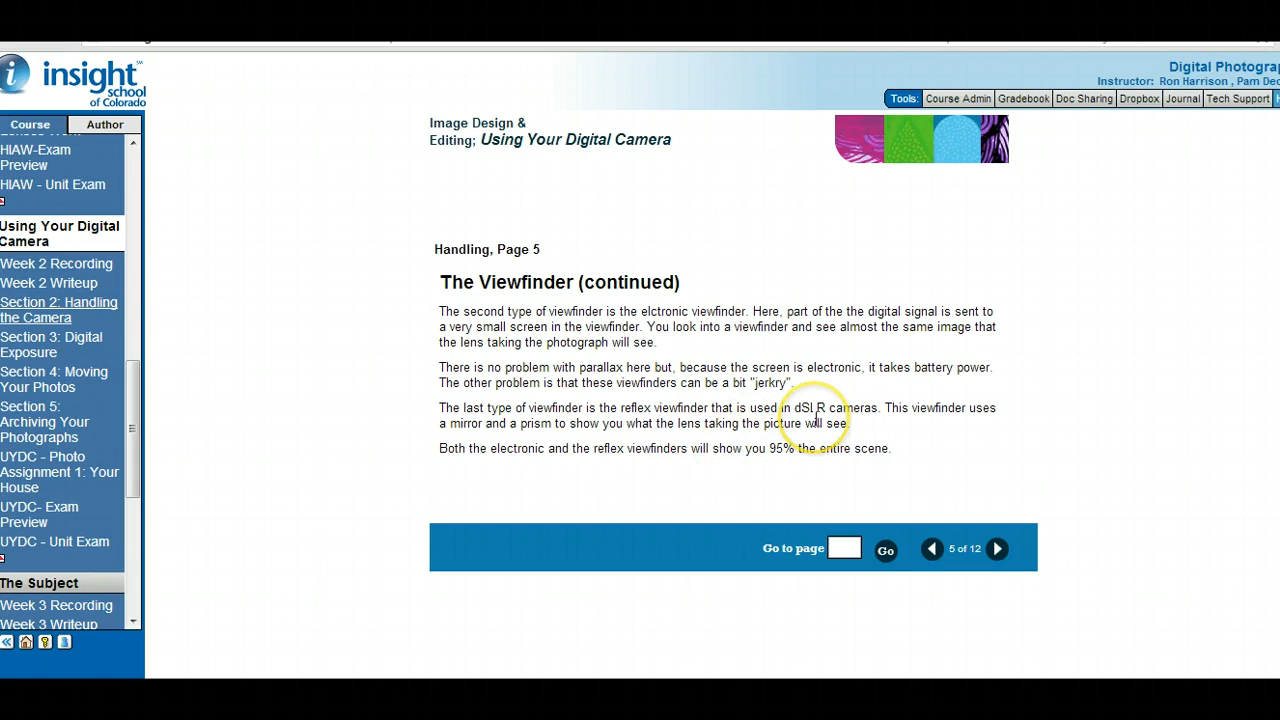 insight
school
of Colorado
Digital Photograp
Instructor: Ron Harrison , Pam Dec
Tools:
Course Admin
Gradebook
Doc Sharing
Dropbox
Journal
Tech Support
Course
Author
HIAW-Exam
Preview
HIAW - Unit Exam
Using Your Digital
Camera
Week 2 Recording
Week 2 Writeup
Section 2: Handling
the Camera
Section 3: Digital
Exposure
Section 4: Moving
Your Photos
Section 5:
Archiving Your
Photographs
UYDC - Photo
Assignment 1: Your
House
UYDC- Exam
Preview
UYDC - Unit Exam
The Subject
Week 3 Recording
Week 3 Writeup
Image Design &
Editing; Using Your Digital Camera
Handling, Page 5
The Viewfinder (continued)
The second type of viewfinder is the elctronic viewfinder. Here, part of the the digital signal is sent to
a very small screen in the viewfinder. You look into a viewfinder and see almost the same image that
the lens taking the photograph will see.
There is no problem with parallax here but, because the screen is electronic, it takes battery power.
The other problem is that these viewfinders can be a bit "jerkry".
The last type of viewfinder is the reflex viewfinder that is used in dSLR cameras. This viewfinder uses
a mirror and a prism to show you what the lens taking the picture will see.
Both the electronic and the reflex viewfinders will show you 95% the entire scene.
Go to page
Go
5 of 12